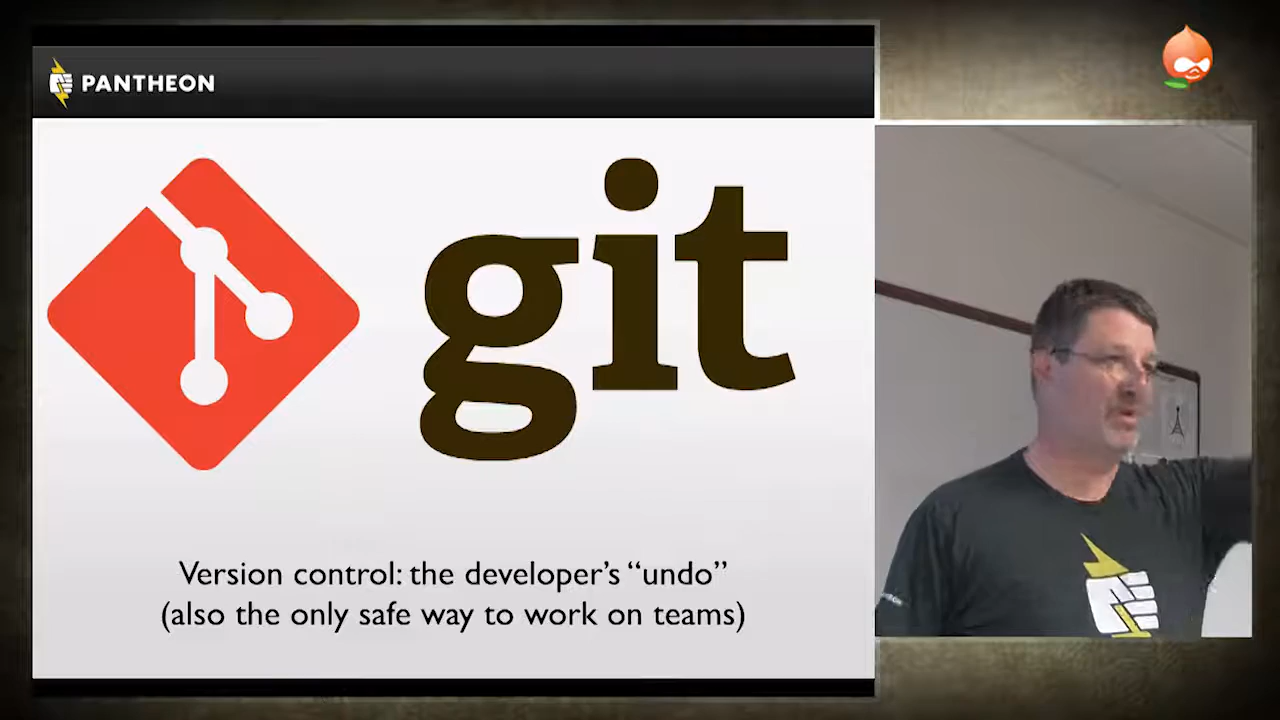 PANTHEON
git
Version control: the developer's “undo”
(also the only safe way to work on teams)